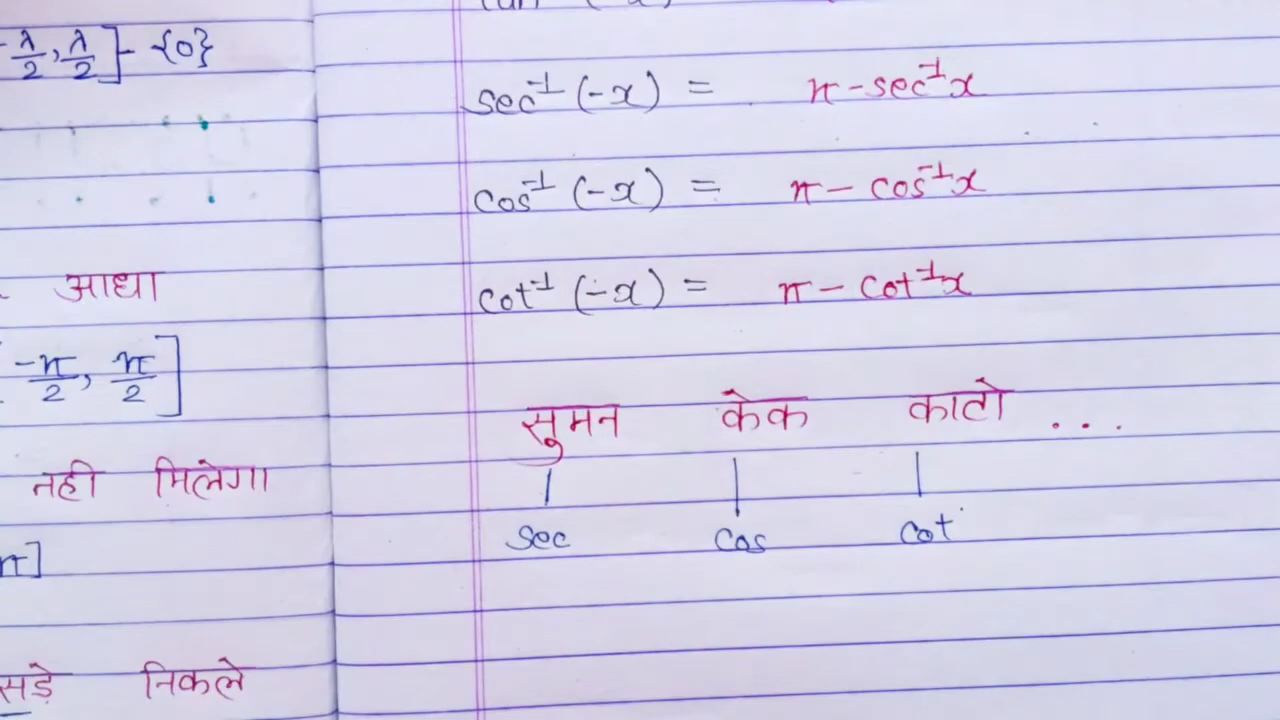 -π/2, π/2] - {0}
आधा
[-π/2, π/2]
नही मिलेगा
π]
सड़े निकले
sec⁻¹ (-x) = π - sec⁻¹x
cos⁻¹ (-x) = π - cos⁻¹x
cot⁻¹ (-x) = π - cot⁻¹x
सुमन केक काटो ...
sec cos cot